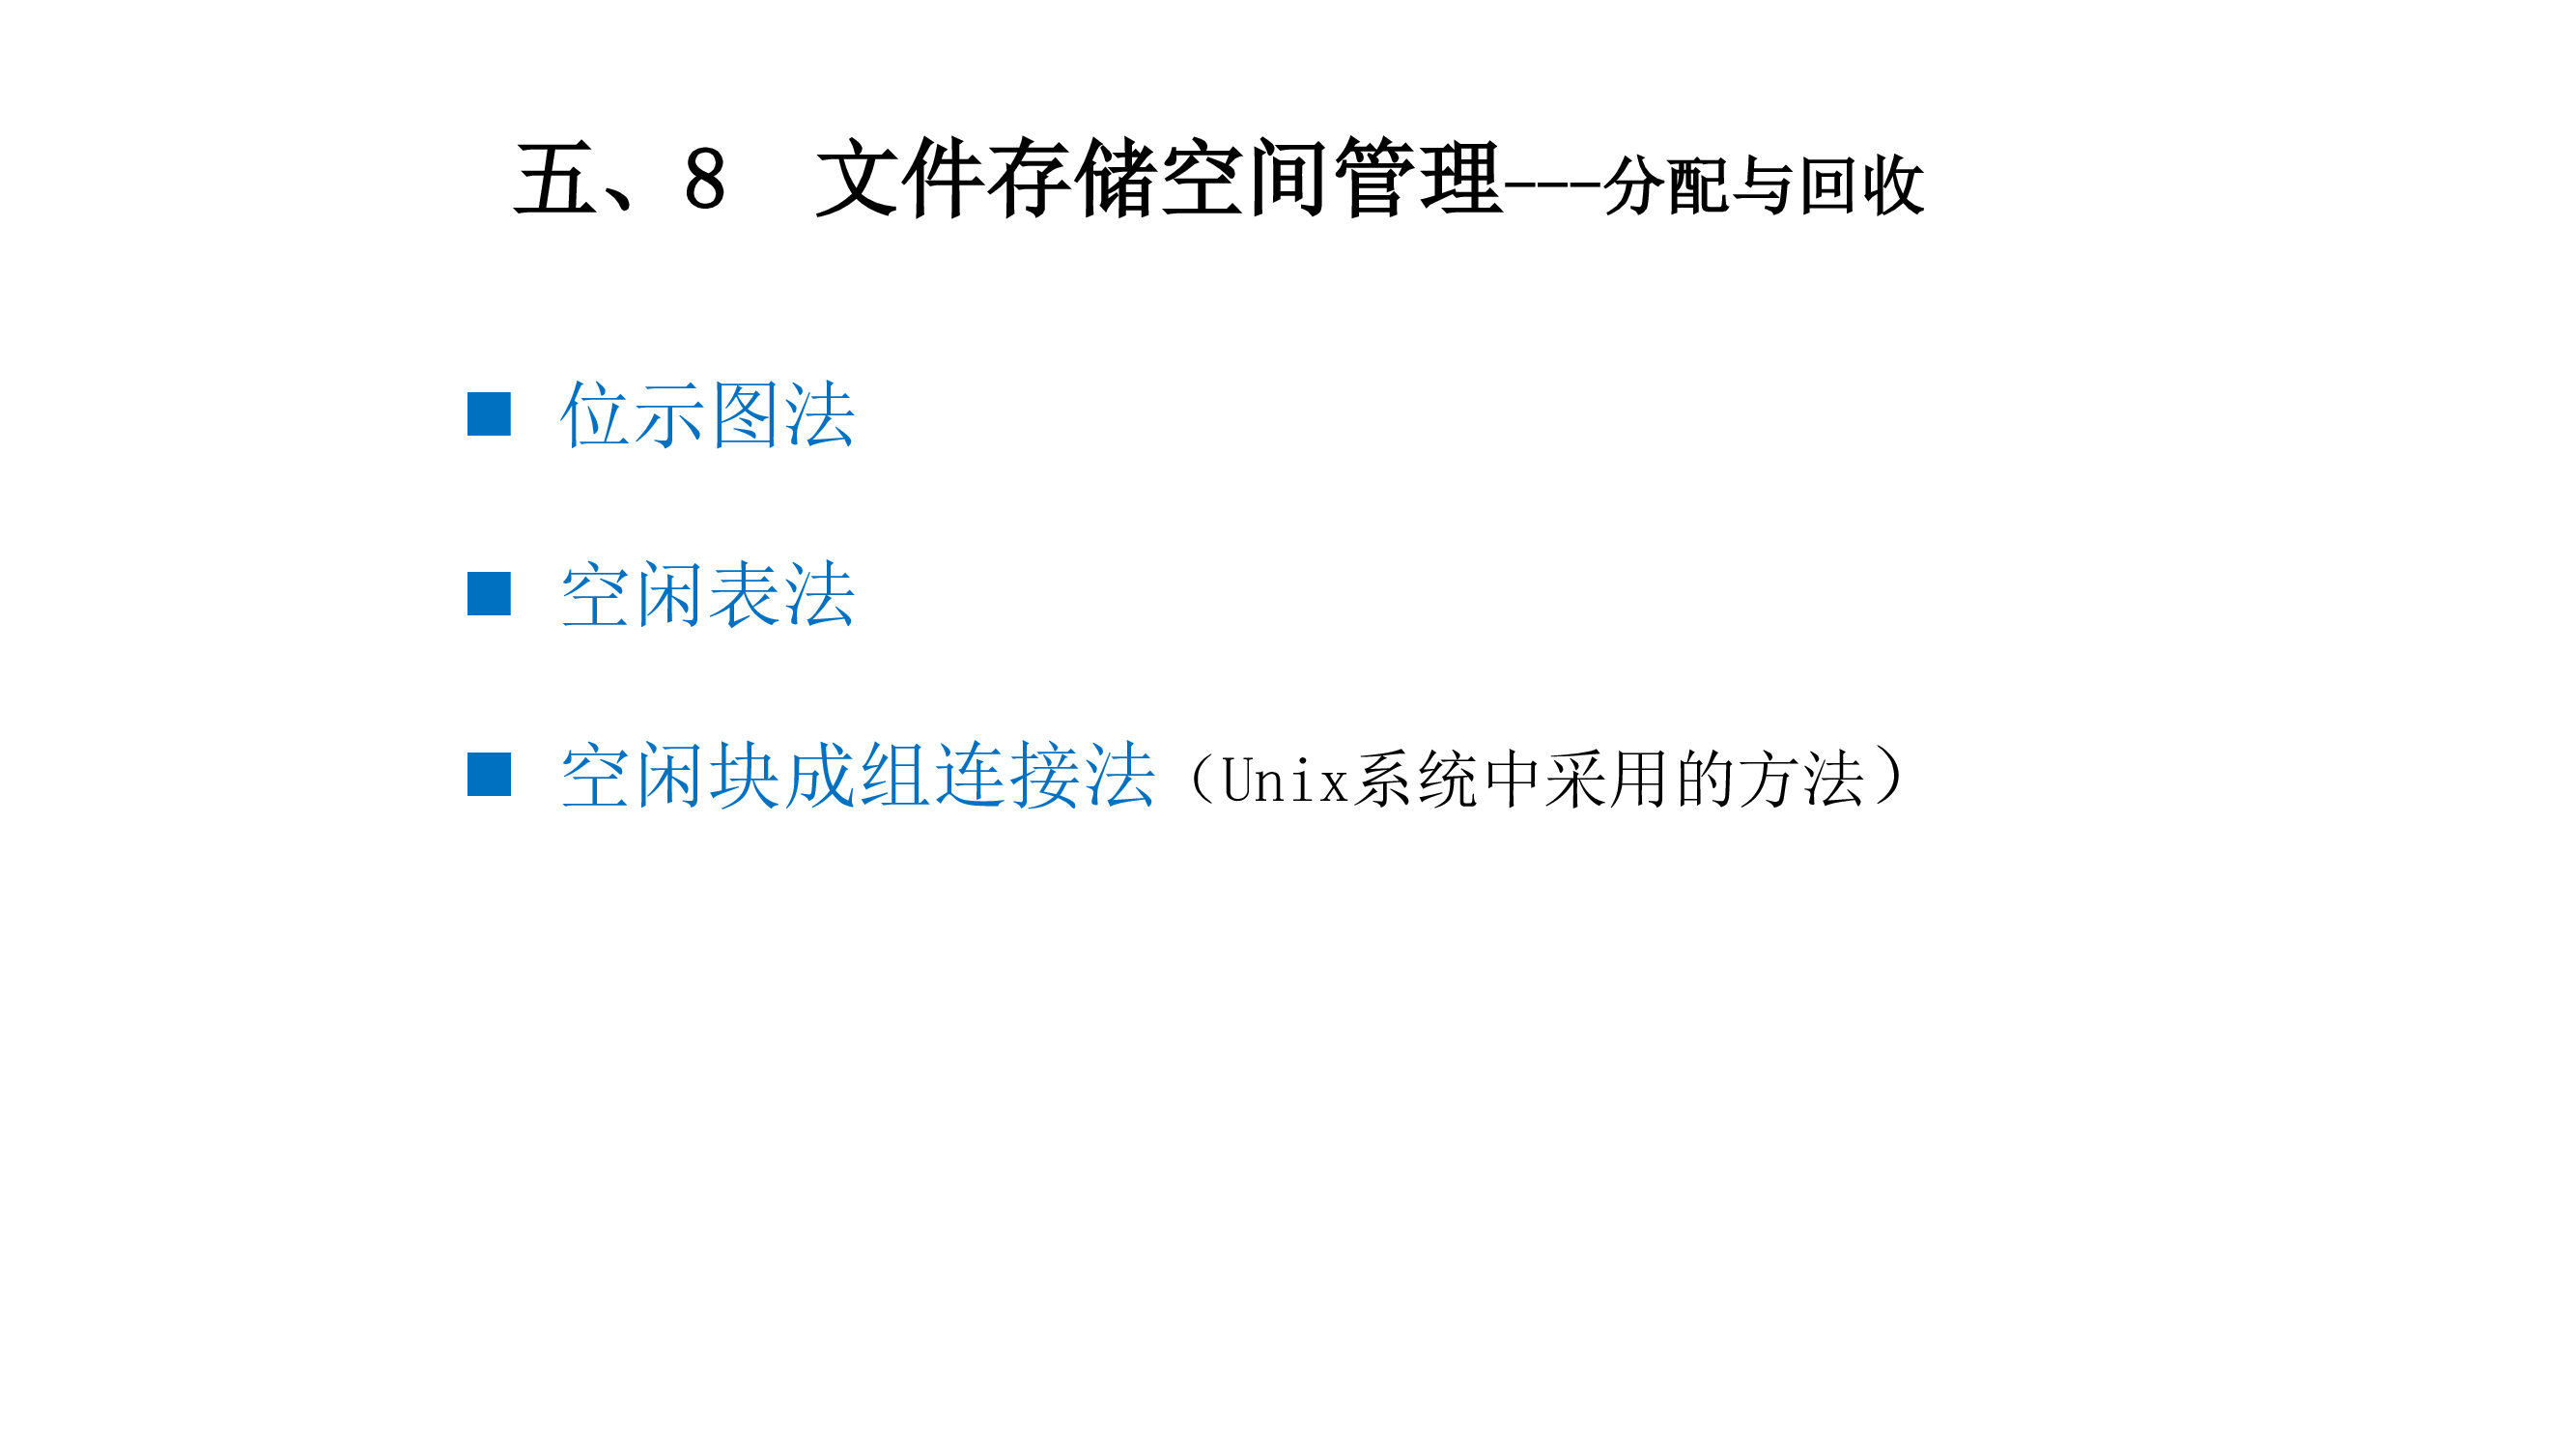 五、8　文件存储空间管理---分配与回收
■ 位示图法
■ 空闲表法
■ 空闲块成组连接法（Unix系统中采用的方法）